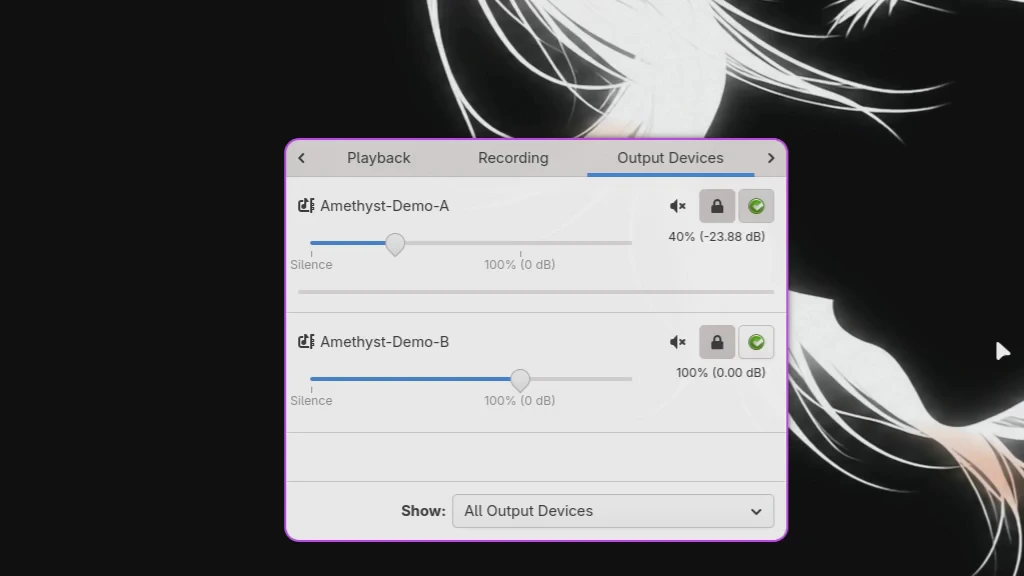 Playback Recording Output Devices
Amethyst-Demo-A
40% (-23.88 dB)
Silence 100% (0 dB)
Amethyst-Demo-B
100% (0.00 dB)
Silence 100% (0 dB)
Show: All Output Devices